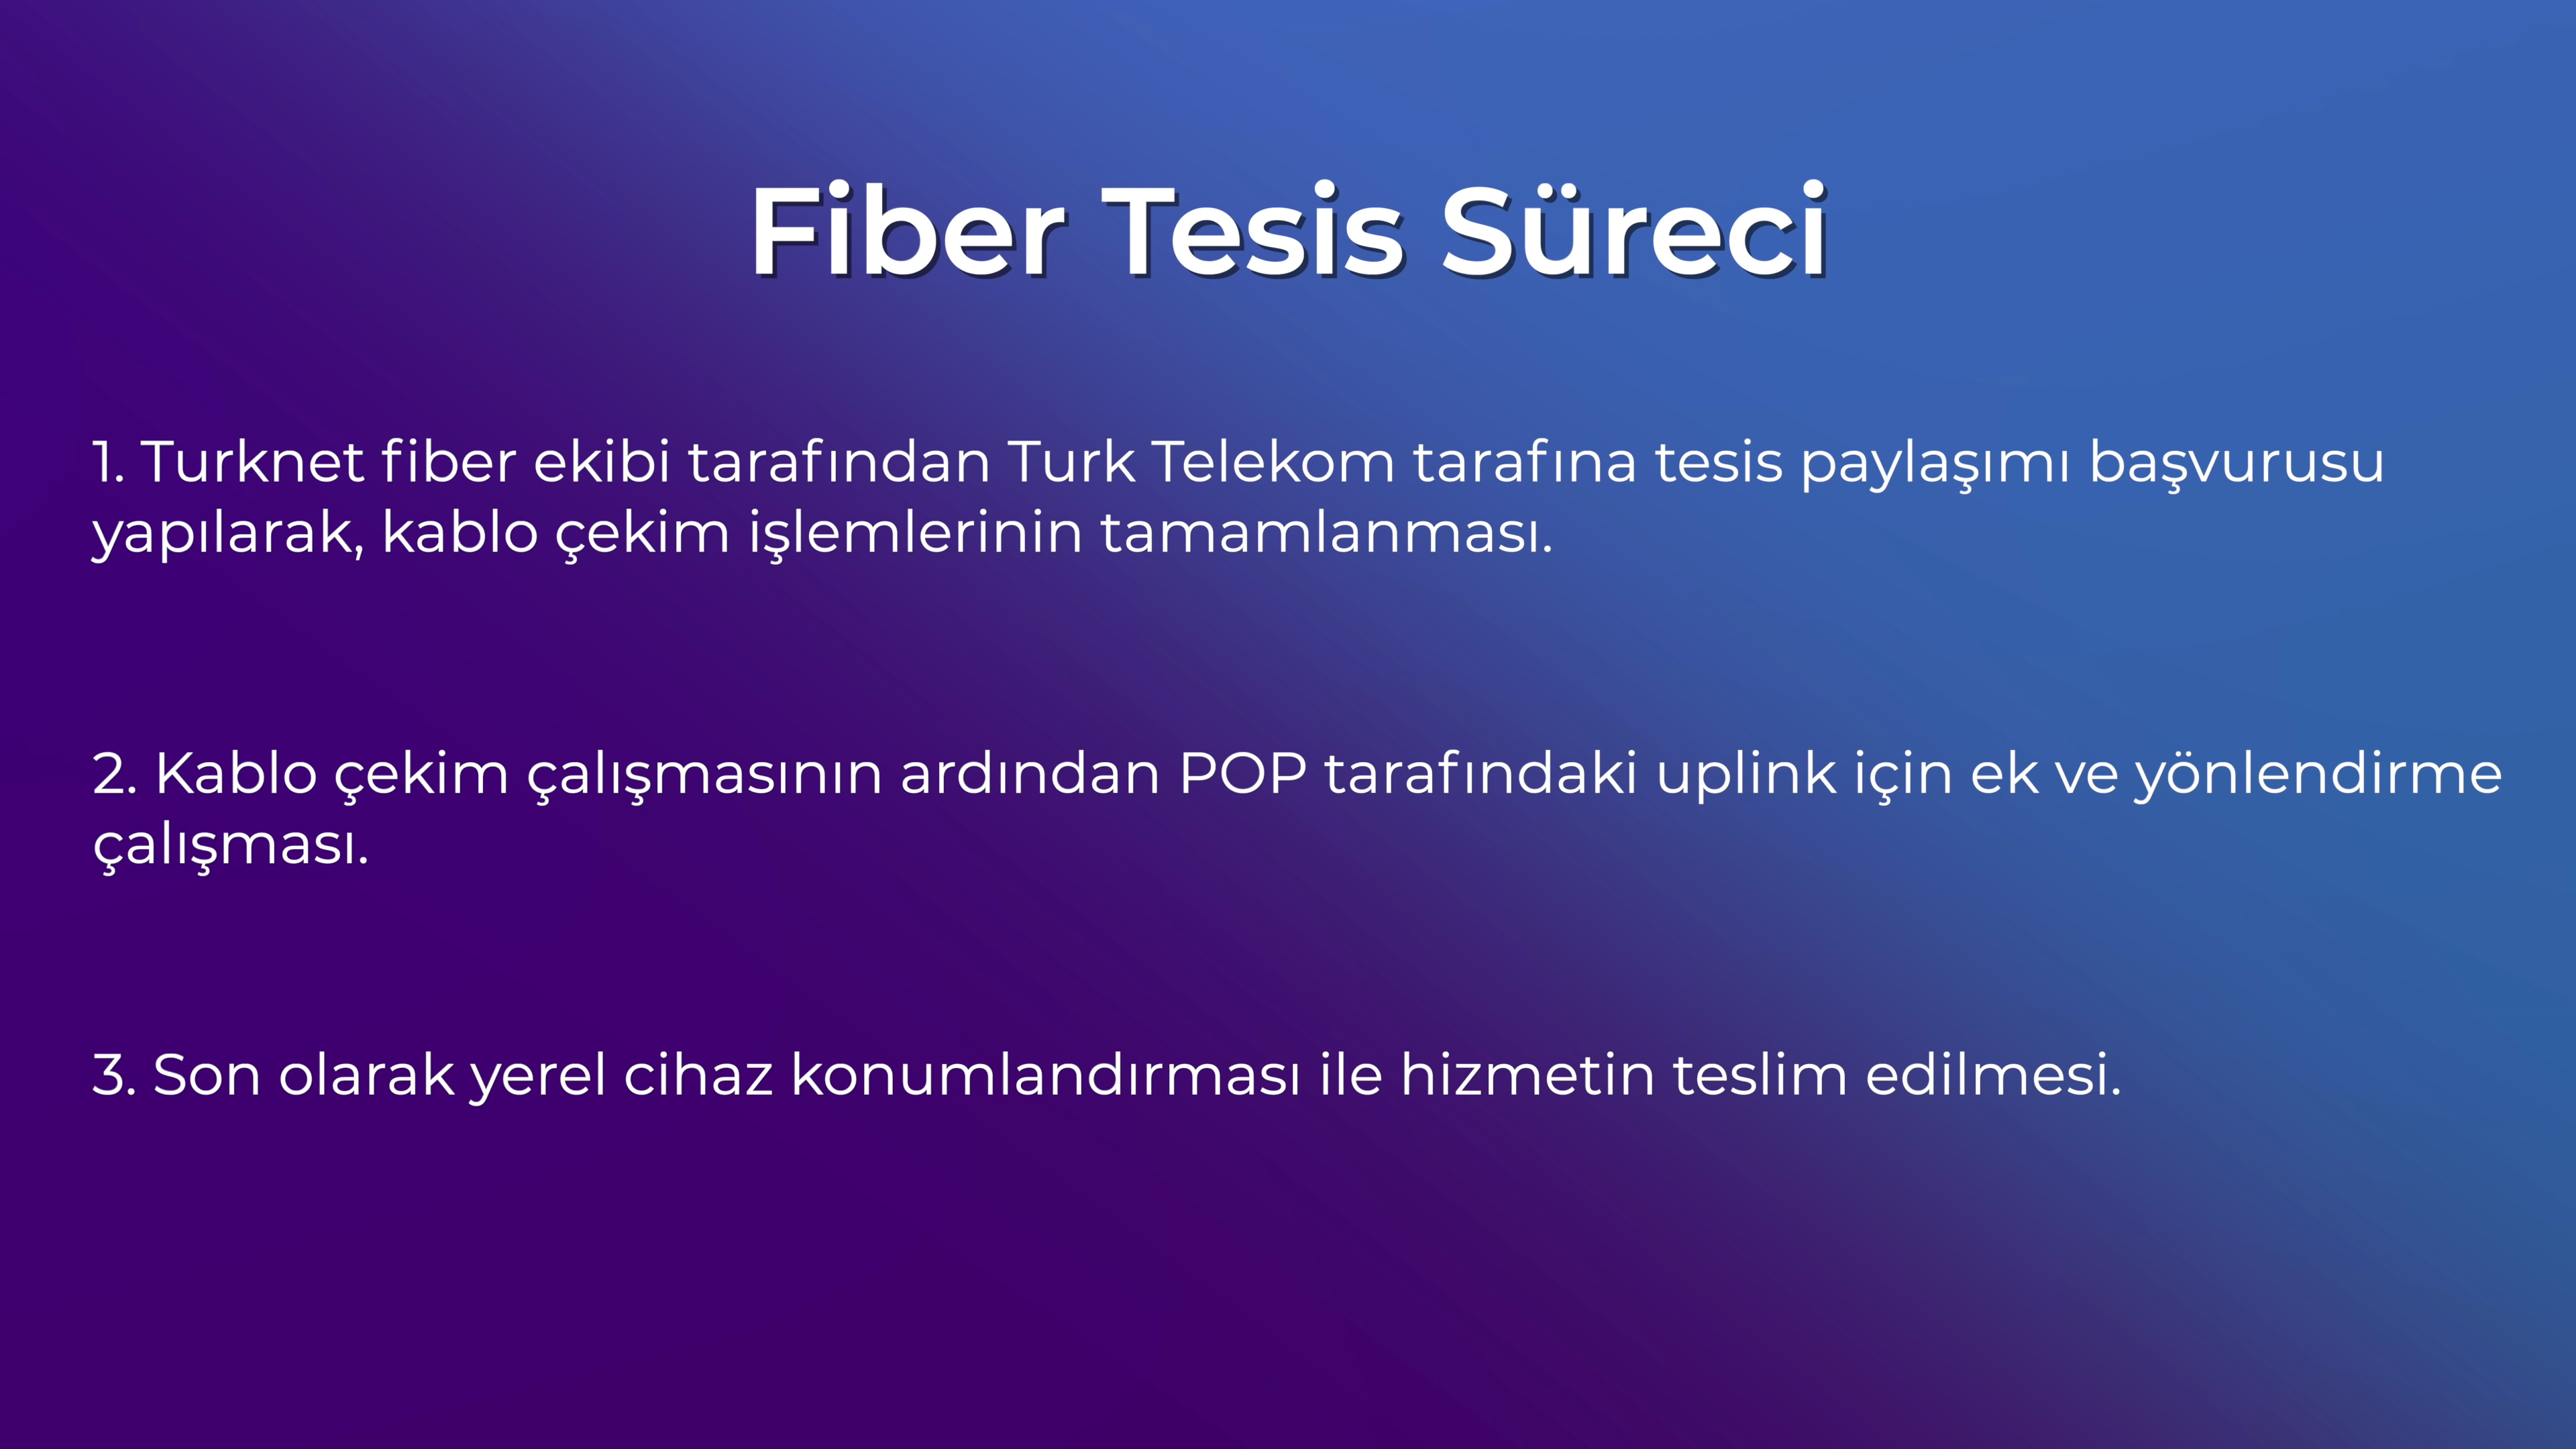 Fiber Tesis Süreci
1. Turknet fiber ekibi tarafından Turk Telekom tarafına tesis paylaşımı başvurusu
yapılarak, kablo çekim işlemlerinin tamamlanması.
2. Kablo çekim çalışmasının ardından POP tarafındaki uplink için ek ve yönlendirme
çalışması.
3. Son olarak yerel cihaz konumlandırması ile hizmetin teslim edilmesi.